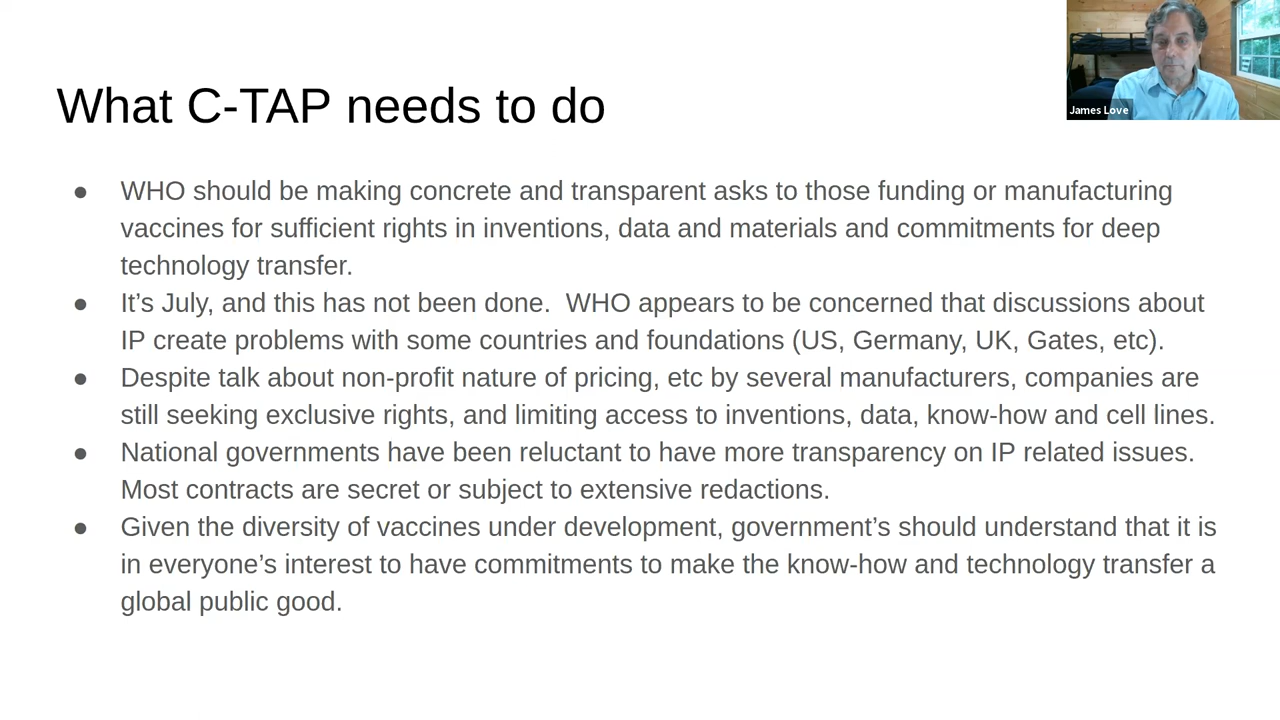 What C-TAP needs to do
James Love
● WHO should be making concrete and transparent asks to those funding or manufacturing
vaccines for sufficient rights in inventions, data and materials and commitments for deep
technology transfer.
● It’s July, and this has not been done.  WHO appears to be concerned that discussions about
IP create problems with some countries and foundations (US, Germany, UK, Gates, etc).
● Despite talk about non-profit nature of pricing, etc by several manufacturers, companies are
still seeking exclusive rights, and limiting access to inventions, data, know-how and cell lines.
● National governments have been reluctant to have more transparency on IP related issues.
Most contracts are secret or subject to extensive redactions.
● Given the diversity of vaccines under development, government’s should understand that it is
in everyone’s interest to have commitments to make the know-how and technology transfer a
global public good.